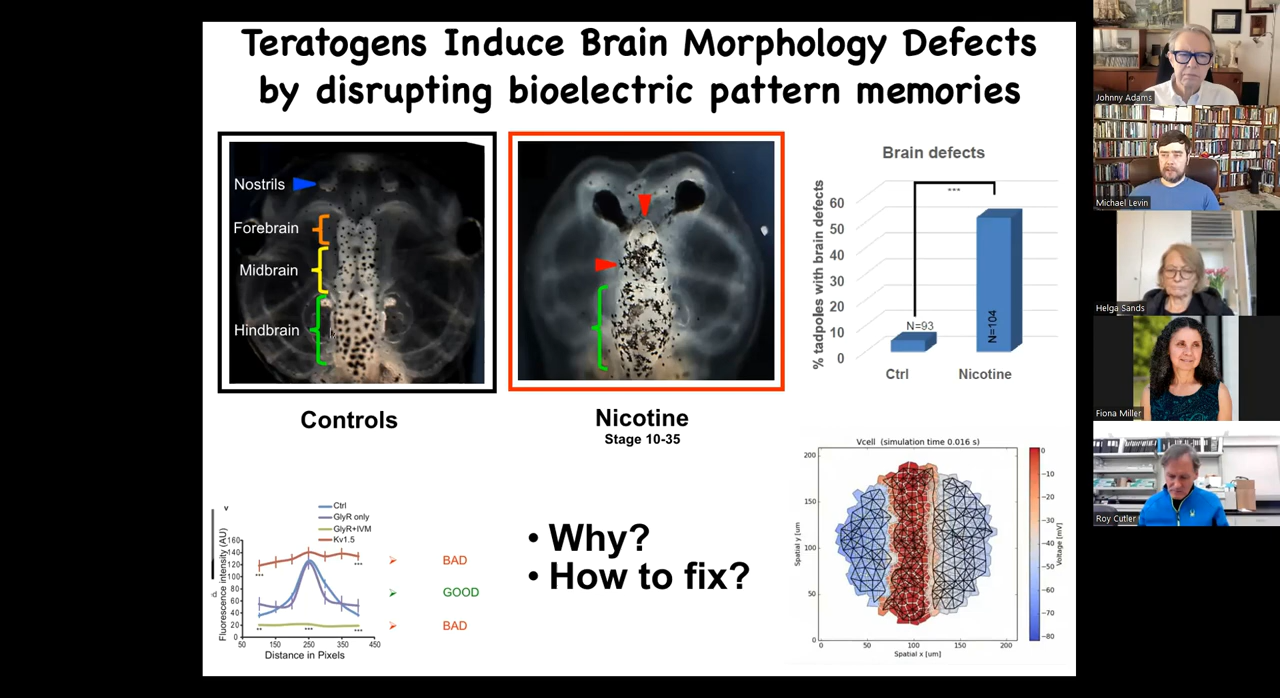 Teratogens Induce Brain Morphology Defects
by disrupting bioelectric pattern memories
Nostrils
Forebrain
Midbrain
Hindbrain
Controls
Nicotine
Stage 10-35
Brain defects
% tadpoles with brain defects
60
50
40
30
20
10
0
***
N=93
N=104
Ctrl
Nicotine
v
Ctrl
GlyR only
GlyR+IVM
Kv1.5
Fluorescence intensity (AU)
160
140
120
100
80
60
40
20
0
***
***
**
***
***
50
150
250
350
450
Distance in Pixels
BAD
GOOD
BAD
• Why?
• How to fix?
Vcell (simulation time 0.016 s)
Spatial y [um
200
150
100
50
0
0
50
100
150
200
Spatial x [um]
0
−10
−20
−30
−40
−50
−60
−70
−80
Voltage [mV]
Johnny Adams
Michael Levin
Helga Sands
Fiona Miller
Roy Cutler